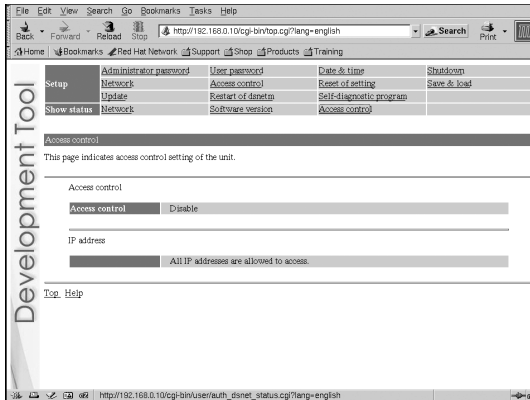 File Edit View Search Go Bookmarks Tasks Help
Back Forward Reload Stop http://192.168.0.10/cgi-bin/top.cgi?lang=english Search Print
Home Bookmarks Red Hat Network Support Shop Products Training
Development Tool
Setup
Administrator password User password Date & time Shutdown
Network Access control Reset of setting Save & load
Update Restart of dsnetm Self-diagnostic program
Show status Network Software version Access control
Access control
This page indicates access control setting of the unit.
Access control
Access control Disable
IP address
All IP addresses are allowed to access.
Top Help
http://192.168.0.10/cgi-bin/user/auth_dsnet_status.cgi?lang=english